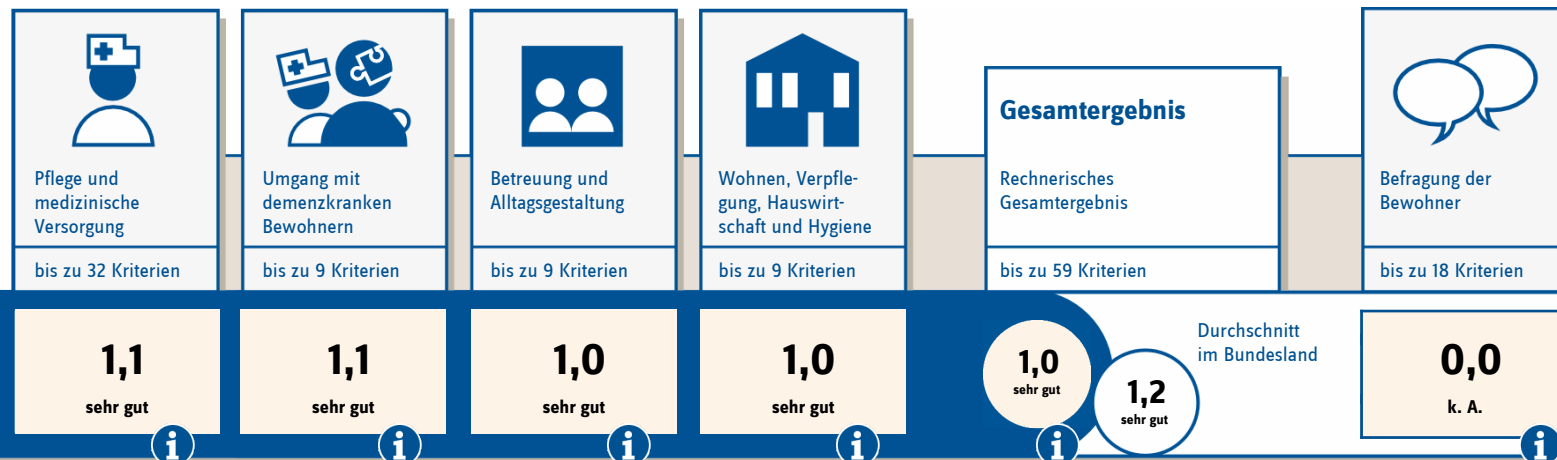 Pflege und
medizinische
Versorgung
bis zu 32 Kriterien
1,1
sehr gut
i
Umgang mit
demenzkranken
Bewohnern
bis zu 9 Kriterien
1,1
sehr gut
i
Betreuung und
Alltagsgestaltung
bis zu 9 Kriterien
1,0
sehr gut
i
Wohnen, Verpfle-
gung, Hauswirt-
schaft und Hygiene
bis zu 9 Kriterien
1,0
sehr gut
i
Gesamtergebnis
Rechnerisches
Gesamtergebnis
bis zu 59 Kriterien
1,0
sehr gut
i
Durchschnitt
im Bundesland
1,2
sehr gut
Befragung der
Bewohner
bis zu 18 Kriterien
0,0
k. A.
i